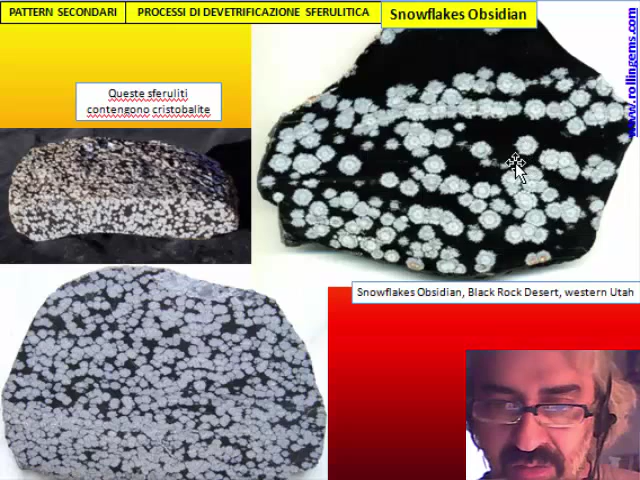 PATTERN SECONDARI
PROCESSI DI DEVETRIFICAZIONE SFERULITICA
Snowflakes Obsidian
www.rollingems.com
Queste sferuliti
contengono cristobalite
Snowflakes Obsidian, Black Rock Desert, western Utah